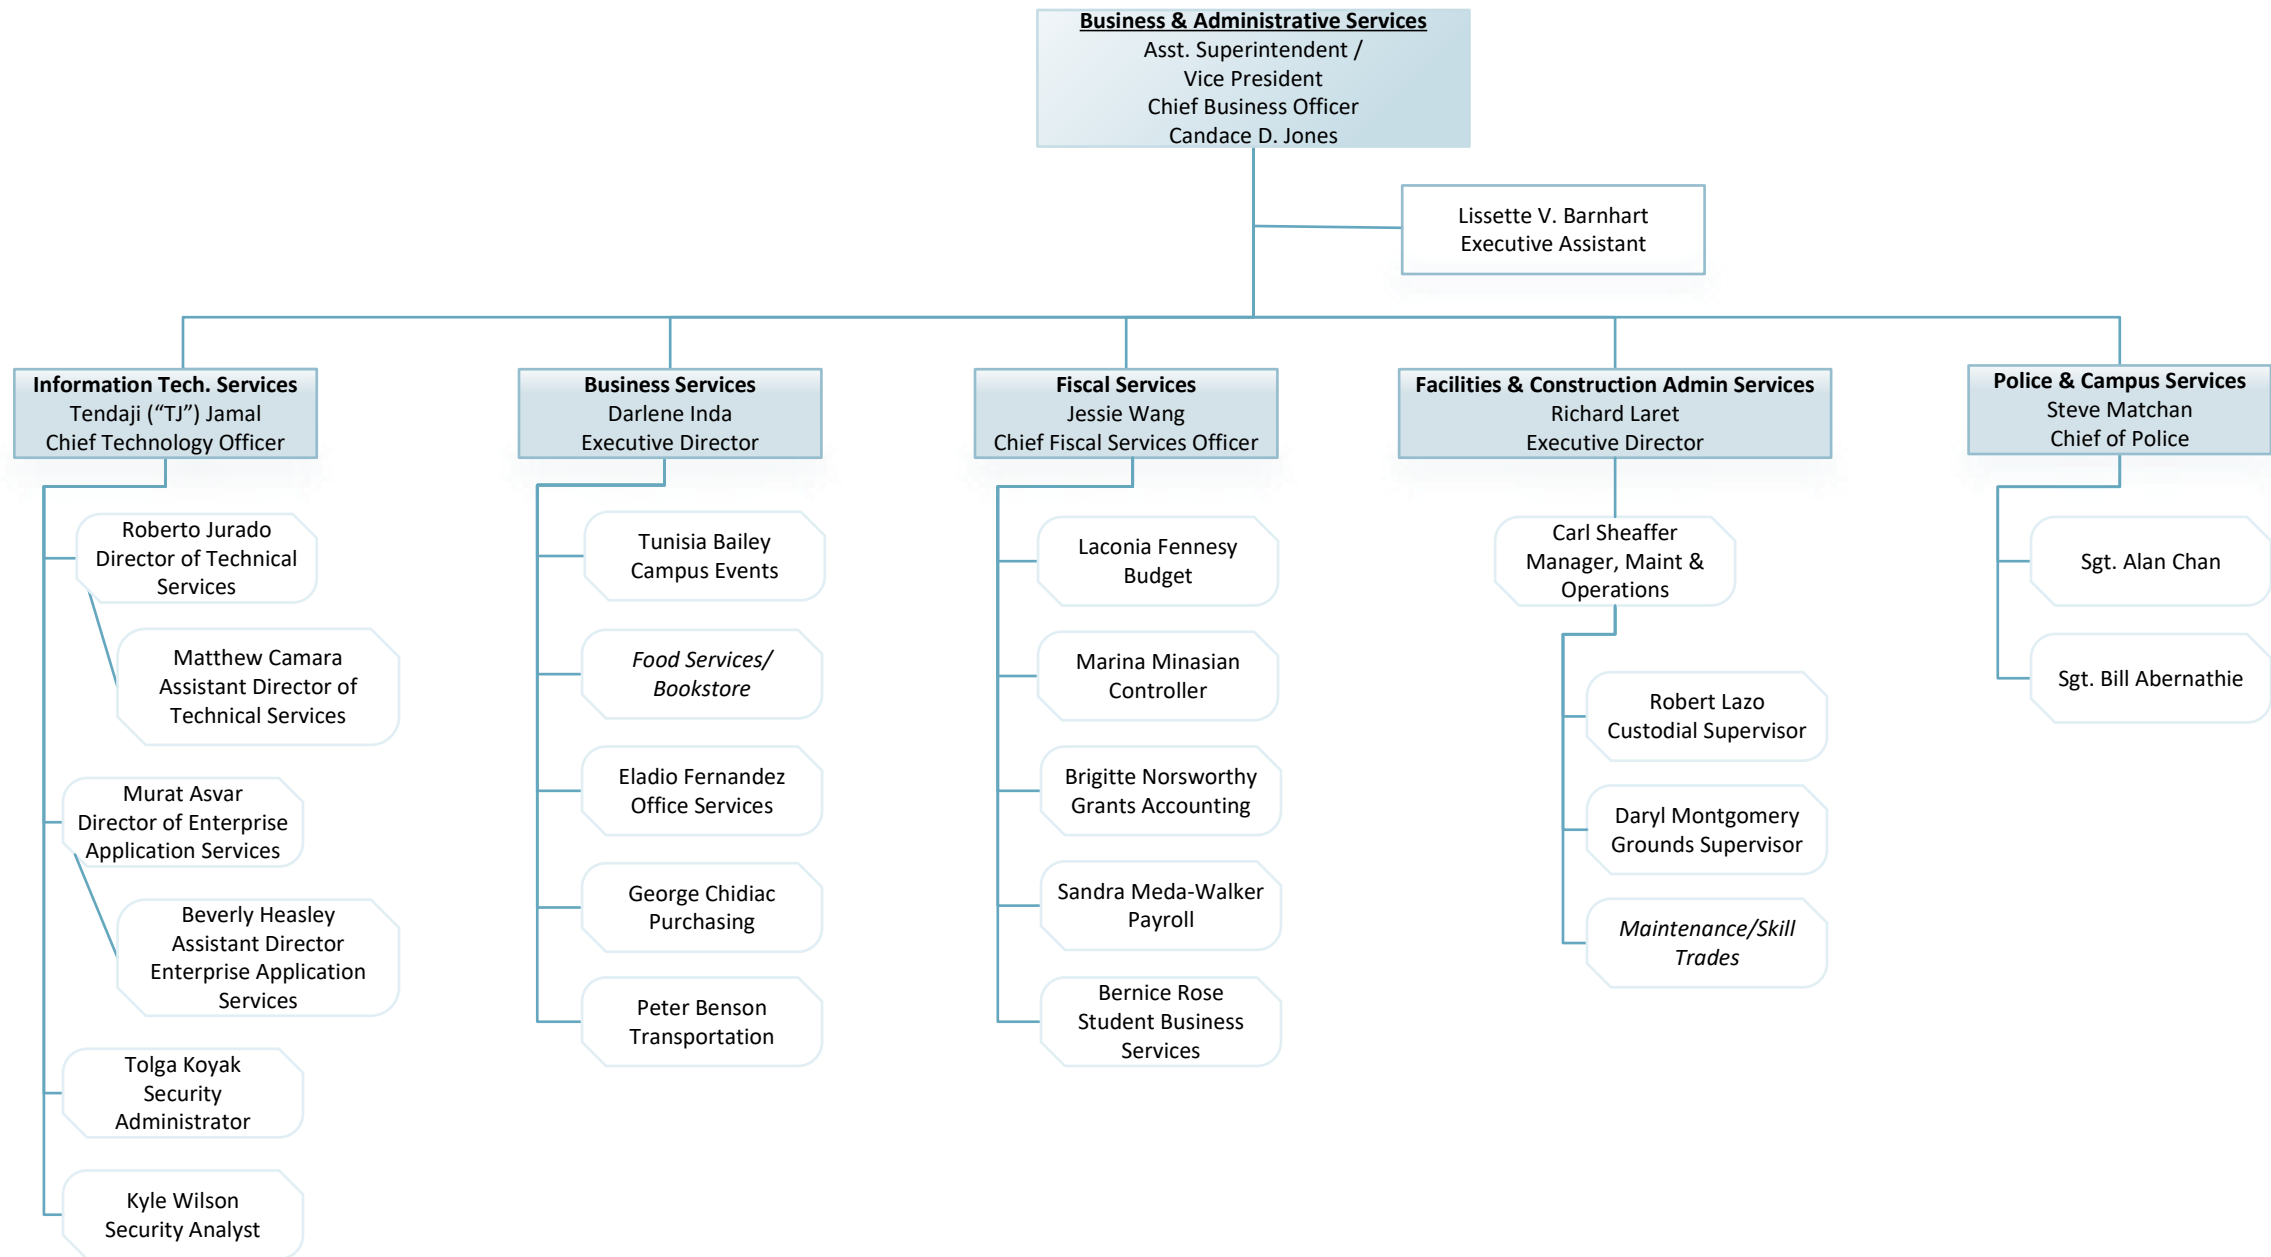 Business & Administrative Services
Asst. Superintendent /
Vice President
Chief Business Officer
Candace D. Jones
Lissette V. Barnhart
Executive Assistant
Information Tech. Services
Tendaji (“TJ”) Jamal
Chief Technology Officer
Roberto Jurado
Director of Technical
Services
Matthew Camara
Assistant Director of
Technical Services
Murat Asvar
Director of Enterprise
Application Services
Beverly Heasley
Assistant Director
Enterprise Application
Services
Tolga Koyak
Security
Administrator
Kyle Wilson
Security Analyst
Business Services
Darlene Inda
Executive Director
Tunisia Bailey
Campus Events
Food Services/
Bookstore
Eladio Fernandez
Office Services
George Chidiac
Purchasing
Peter Benson
Transportation
Fiscal Services
Jessie Wang
Chief Fiscal Services Officer
Laconia Fennesy
Budget
Marina Minasian
Controller
Brigitte Norsworthy
Grants Accounting
Sandra Meda-Walker
Payroll
Bernice Rose
Student Business
Services
Facilities & Construction Admin Services
Richard Laret
Executive Director
Carl Sheaffer
Manager, Maint &
Operations
Robert Lazo
Custodial Supervisor
Daryl Montgomery
Grounds Supervisor
Maintenance/Skill
Trades
Police & Campus Services
Steve Matchan
Chief of Police
Sgt. Alan Chan
Sgt. Bill Abernathie